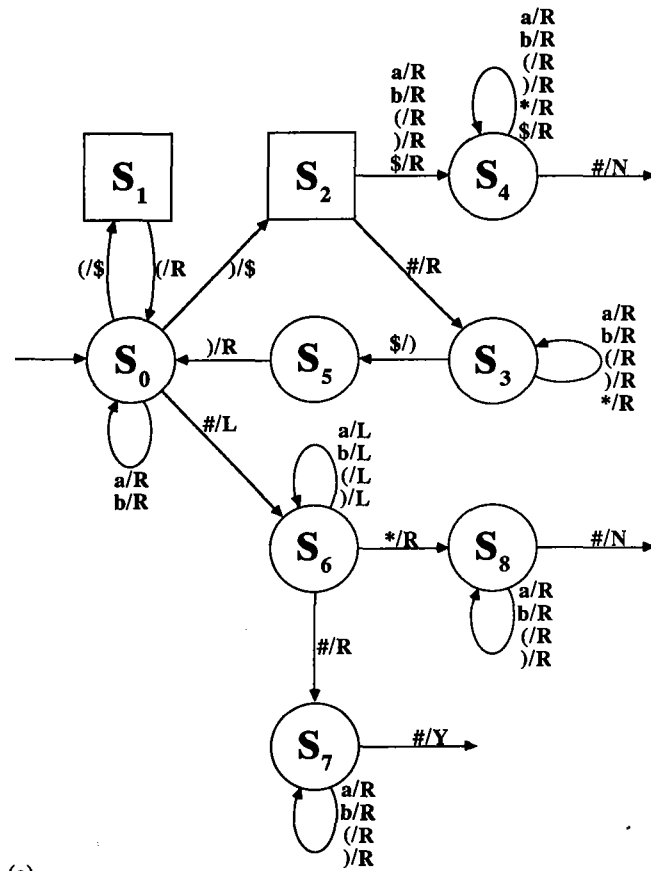 a/R
b/R
(/R
)/R
*/R
$/R
a/R
b/R
(/R
)/R
$/R
S1
S2
S4
#/N
(/$
(/R
)/$
#/R
S0
)/R
S5
$/)
S3
a/R
b/R
(/R
)/R
*/R
#/L
a/R
b/R
a/L
b/L
(/L
)/L
S6
*/R
S8
#/N
a/R
b/R
(/R
)/R
#/R
S7
#/Y
a/R
b/R
(/R
)/R